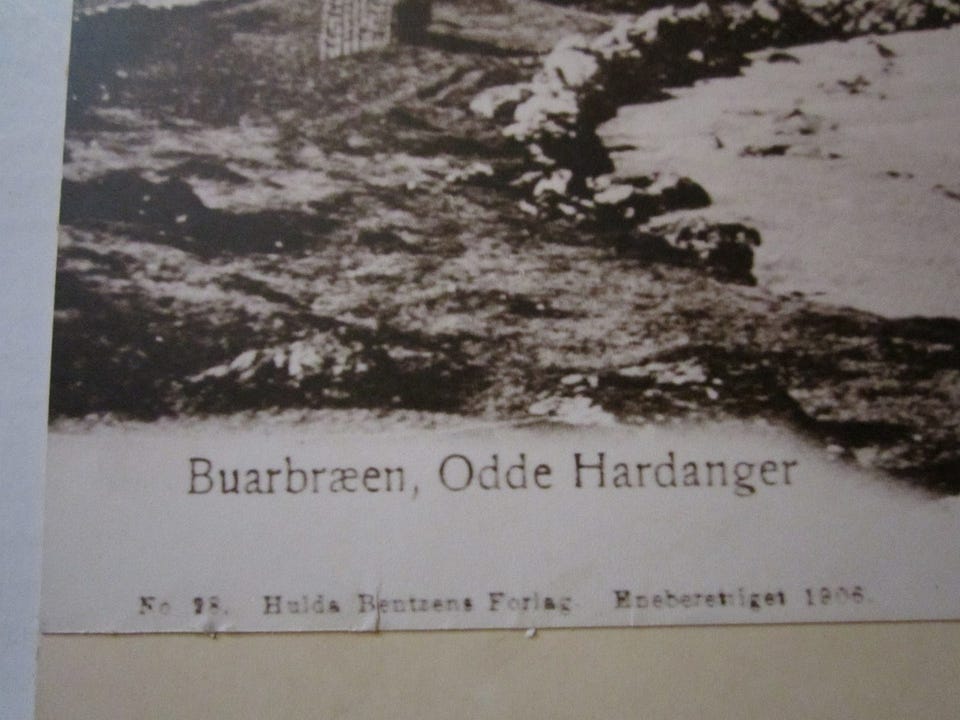 Buarbræen, Odde Hardanger
No 28. Hulda Bentzens Forlag. Eneberettiget 1906.